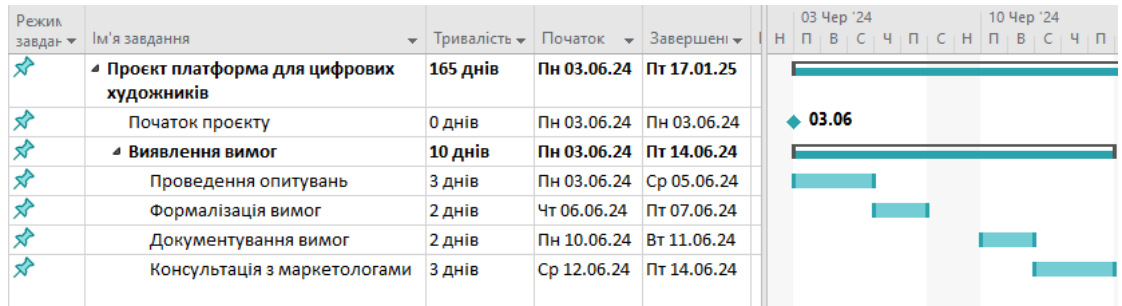 Режим 03 Чер '24 10 Чер '24
завдан Ім'я завдання Тривалість Початок Завершені Н П В С Ч П С Н П В С Ч П
Проєкт платформа для цифрових 165 днів Пн 03.06.24 Пт 17.01.25
художників
Початок проєкту 0 днів Пн 03.06.24 Пн 03.06.24 03.06
Виявлення вимог 10 днів Пн 03.06.24 Пт 14.06.24
Проведення опитувань 3 днів Пн 03.06.24 Ср 05.06.24
Формалізація вимог 2 днів Чт 06.06.24 Пт 07.06.24
Документування вимог 2 днів Пн 10.06.24 Вт 11.06.24
Консультація з маркетологами 3 днів Ср 12.06.24 Пт 14.06.24